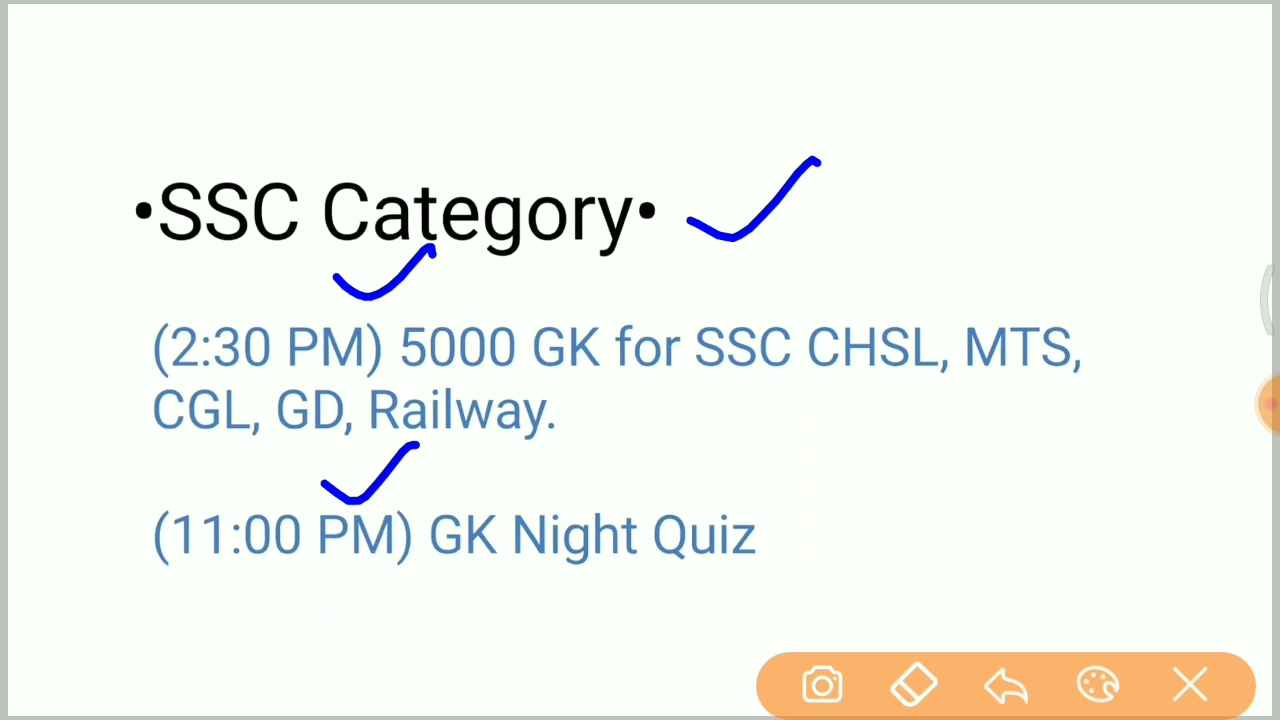 •SSC Category•
(2:30 PM) 5000 GK for SSC CHSL, MTS,
CGL, GD, Railway.
(11:00 PM) GK Night Quiz